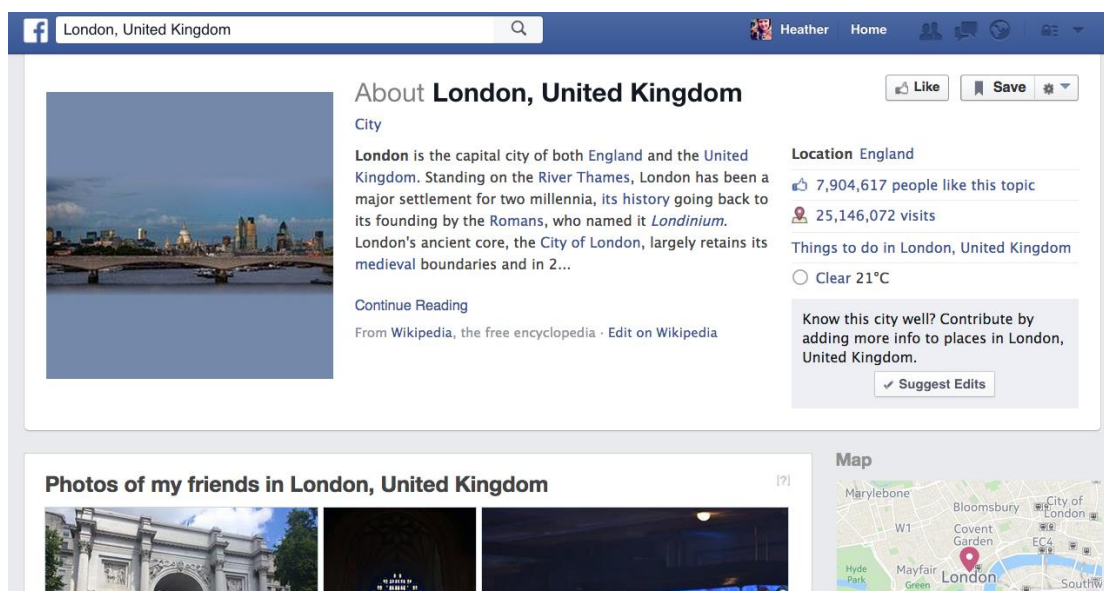 f
London, United Kingdom
Heather Home
About London, United Kingdom
City
London is the capital city of both England and the United
Kingdom. Standing on the River Thames, London has been a
major settlement for two millennia, its history going back to
its founding by the Romans, who named it Londinium.
London's ancient core, the City of London, largely retains its
medieval boundaries and in 2...
Continue Reading
From Wikipedia, the free encyclopedia · Edit on Wikipedia
Like
Save
Location England
7,904,617 people like this topic
25,146,072 visits
Things to do in London, United Kingdom
Clear 21°C
Know this city well? Contribute by
adding more info to places in London,
United Kingdom.
Suggest Edits
Photos of my friends in London, United Kingdom
[?]
Map
Marylebone
Bloomsbury
City of
London
W1
Covent
Garden
EC4
Hyde
Park
Mayfair
London
Green
Southw